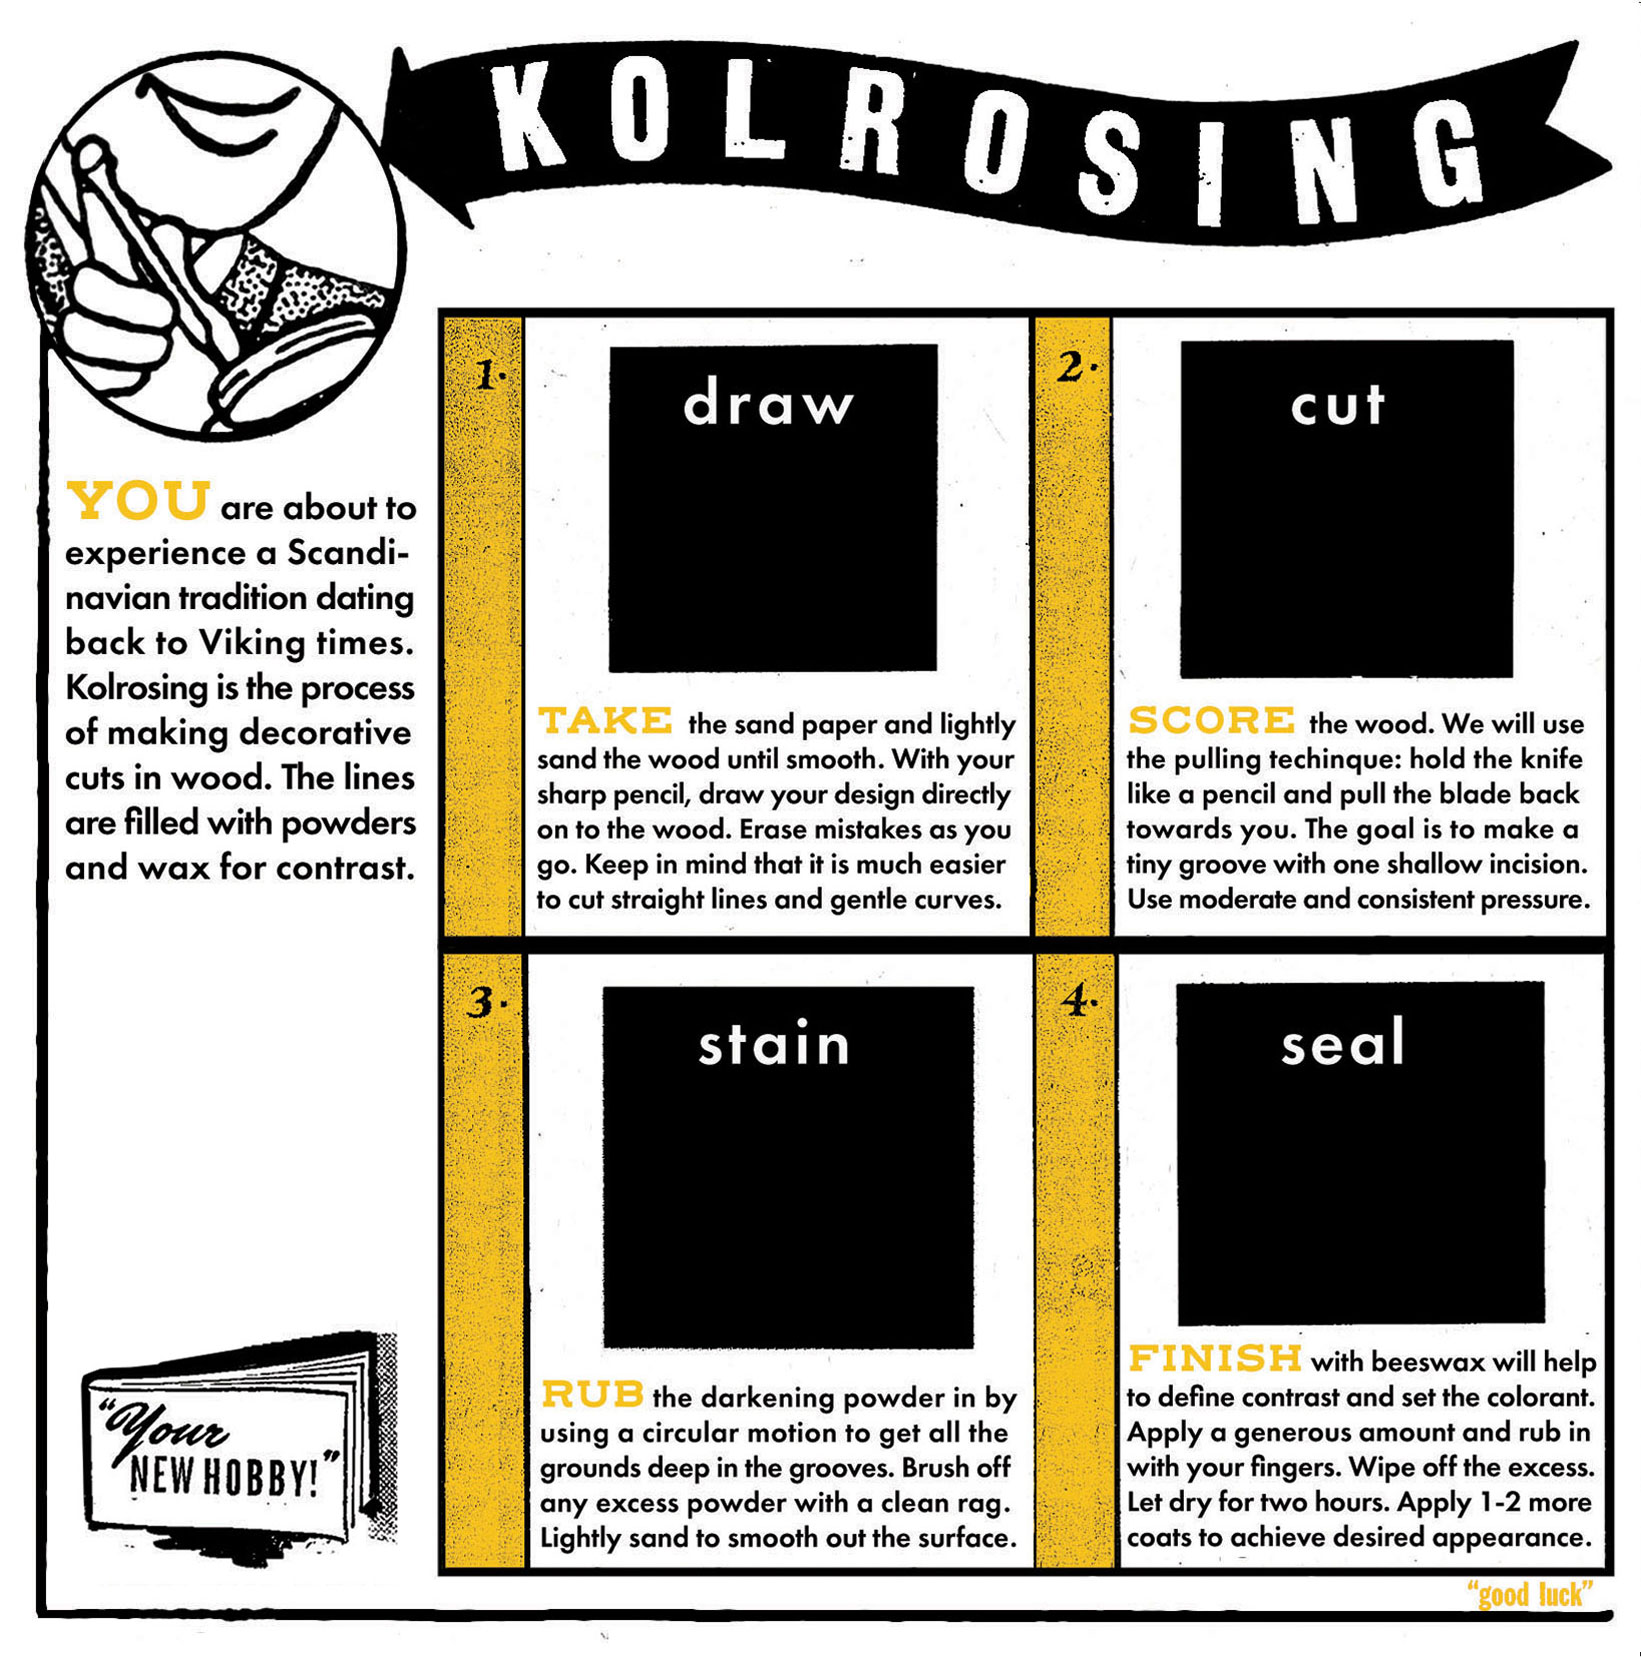 KOLROSING
YOU are about to
experience a Scandi-
navian tradition dating
back to Viking times.
Kolrosing is the process
of making decorative
cuts in wood. The lines
are filled with powders
and wax for contrast.
"Your
NEW HOBBY!"
1.
draw
TAKE the sand paper and lightly
sand the wood until smooth. With your
sharp pencil, draw your design directly
on to the wood. Erase mistakes as you
go. Keep in mind that it is much easier
to cut straight lines and gentle curves.
2.
cut
SCORE the wood. We will use
the pulling techinque: hold the knife
like a pencil and pull the blade back
towards you. The goal is to make a
tiny groove with one shallow incision.
Use moderate and consistent pressure.
3.
stain
RUB the darkening powder in by
using a circular motion to get all the
grounds deep in the grooves. Brush off
any excess powder with a clean rag.
Lightly sand to smooth out the surface.
4.
seal
FINISH with beeswax will help
to define contrast and set the colorant.
Apply a generous amount and rub in
with your fingers. Wipe off the excess.
Let dry for two hours. Apply 1-2 more
coats to achieve desired appearance.
"good luck"